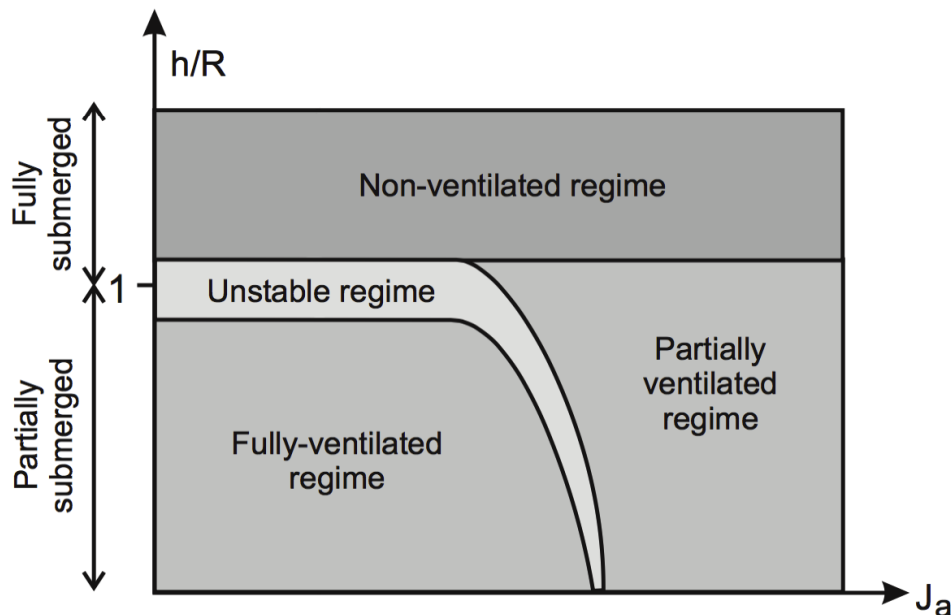 h/R
Fully
submerged
Non-ventilated regime
1
Unstable regime
Partially
ventilated
regime
Partially
submerged
Fully-ventilated
regime
Ja